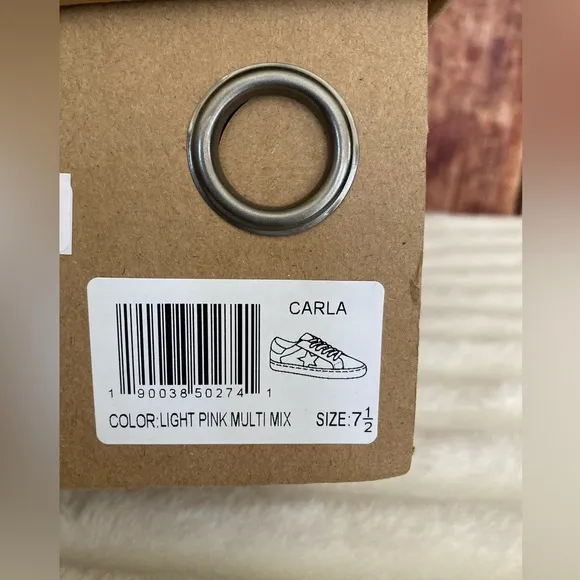 CARLA
1 90038 50274 1
COLOR:LIGHT PINK MULTI MIX SIZE:7 1/2